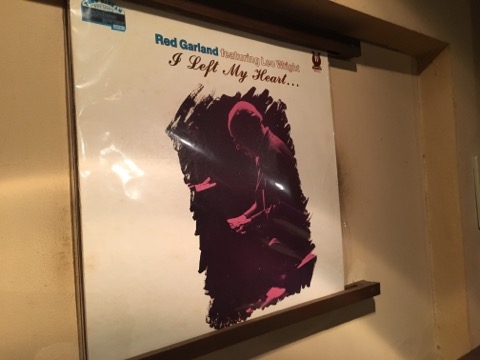 Red Garland featuring Leo Wright
I Left My Heart...